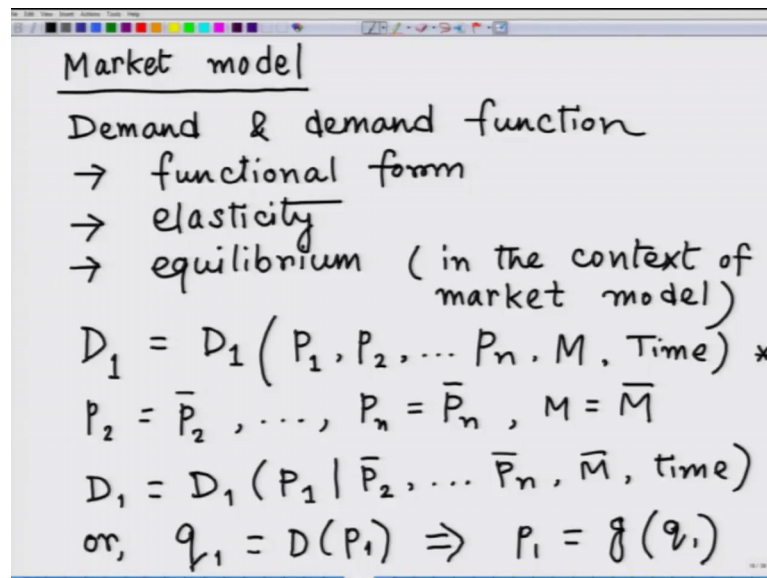 Market model
Demand & demand function
→ functional form
→ elasticity
→ equilibrium ( in the context of
market model)
D₁ = D₁ ( P₁ , P₂ , ... Pₙ , M , Time) *
P₂ = P̄₂ , ... , Pₙ = P̄ₙ , M = M̄
D₁ = D₁ ( P₁ | P̄₂ , ... P̄ₙ , M̄ , time)
or, q₁ = D(P₁) ⇒ P₁ = g(q₁)